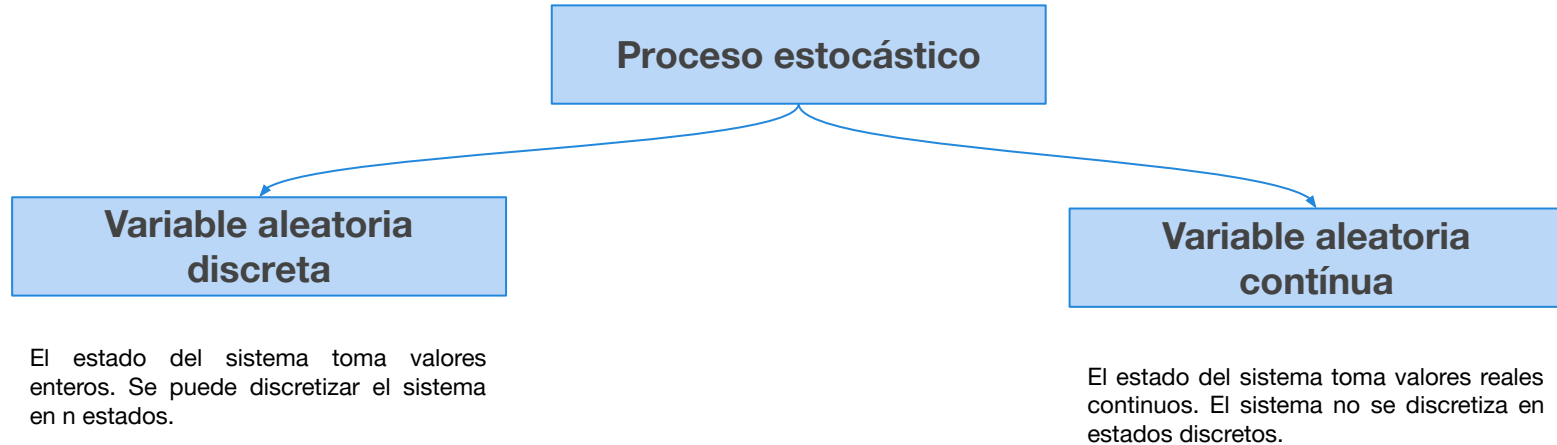 Proceso estocástico
Variable aleatoria
discreta
Variable aleatoria
contínua
El estado del sistema toma valores
enteros. Se puede discretizar el sistema
en n estados.
El estado del sistema toma valores reales
continuos. El sistema no se discretiza en
estados discretos.